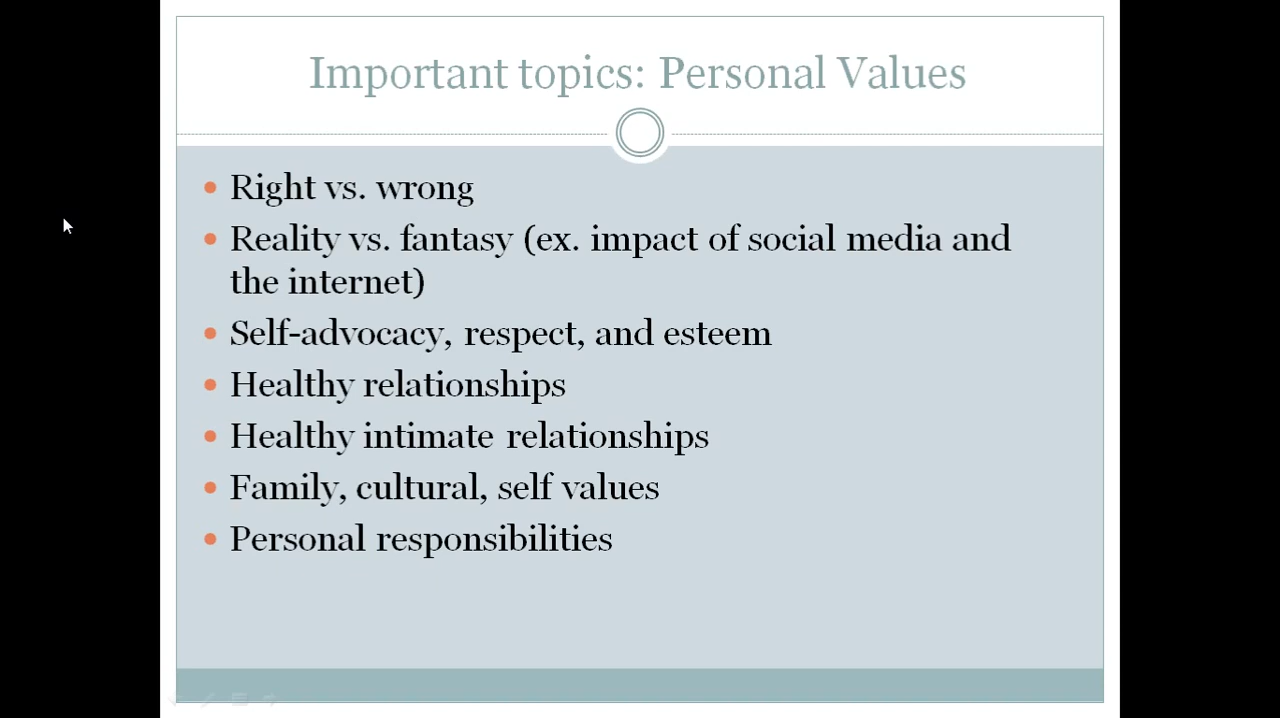 Important topics: Personal Values
• Right vs. wrong
• Reality vs. fantasy (ex. impact of social media and
the internet)
• Self-advocacy, respect, and esteem
• Healthy relationships
• Healthy intimate relationships
• Family, cultural, self values
• Personal responsibilities